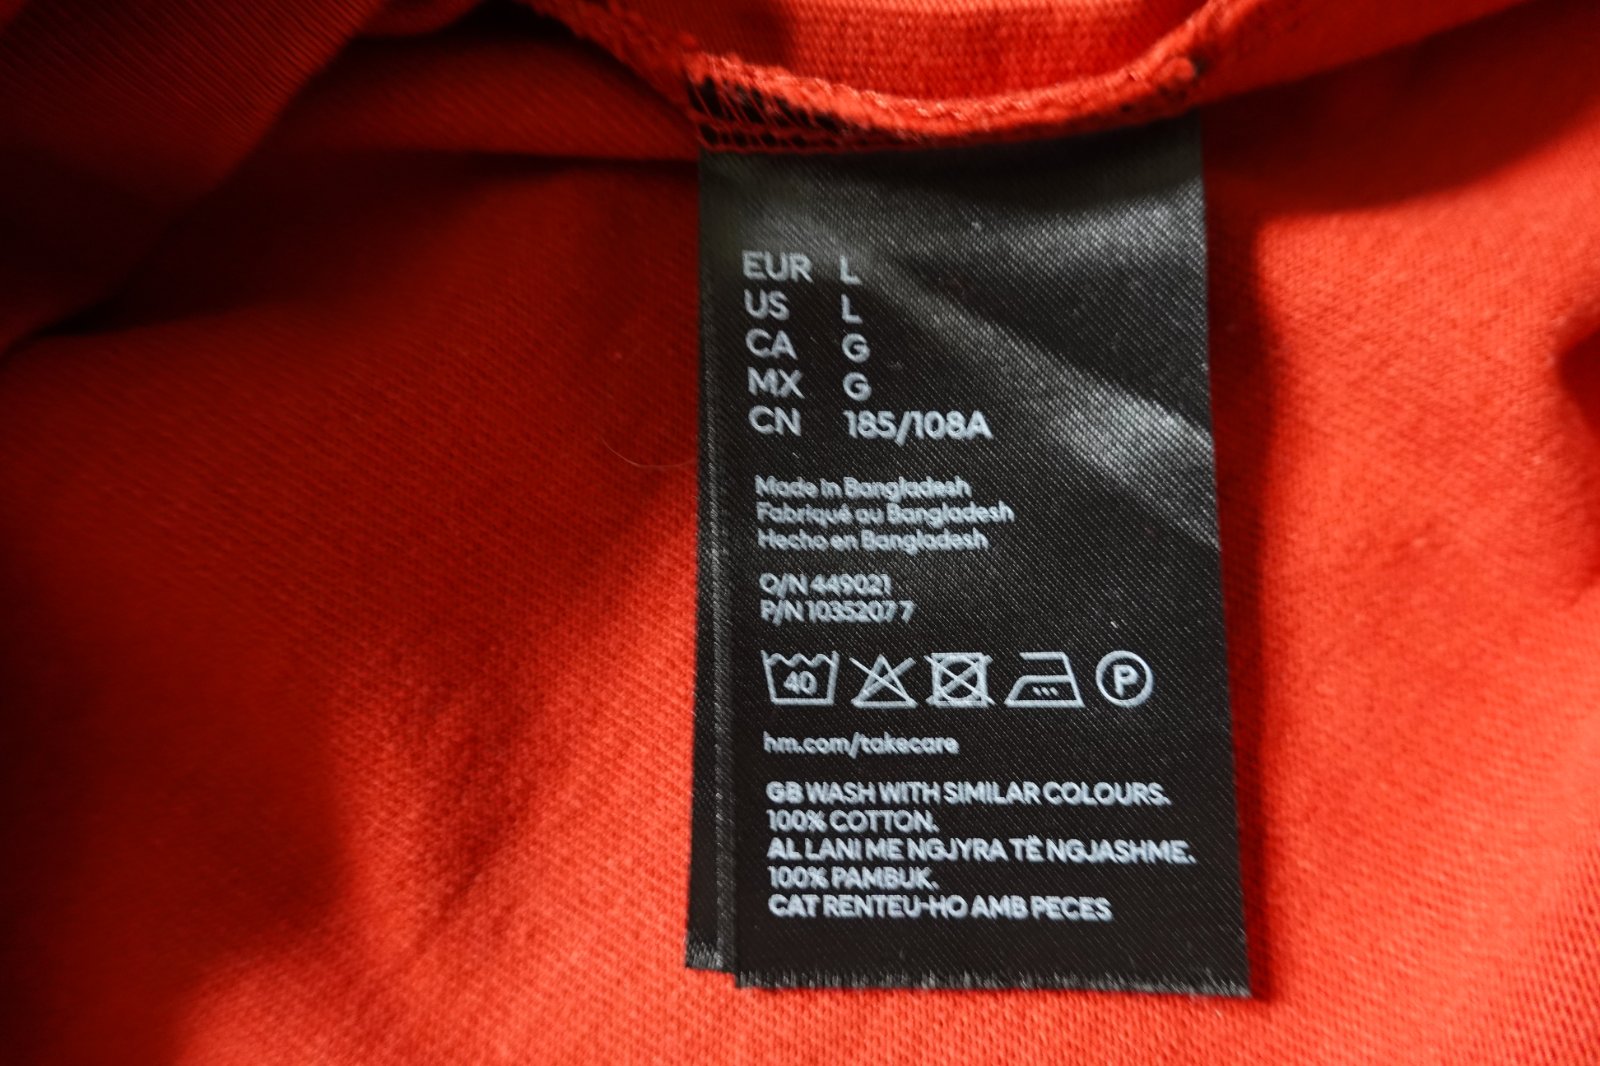 EUR L
US L
CA G
MX G
CN 185/108A
Made in Bangladesh
Fabriqué au Bangladesh
Hecho en Bangladesh
O/N 449021
P/N 1035207 7
40 P
hm.com/takecare
GB WASH WITH SIMILAR COLOURS.
100% COTTON.
AL LANI ME NGJYRA TË NGJASHME.
100% PAMBUK.
CAT RENTEU-HO AMB PECES